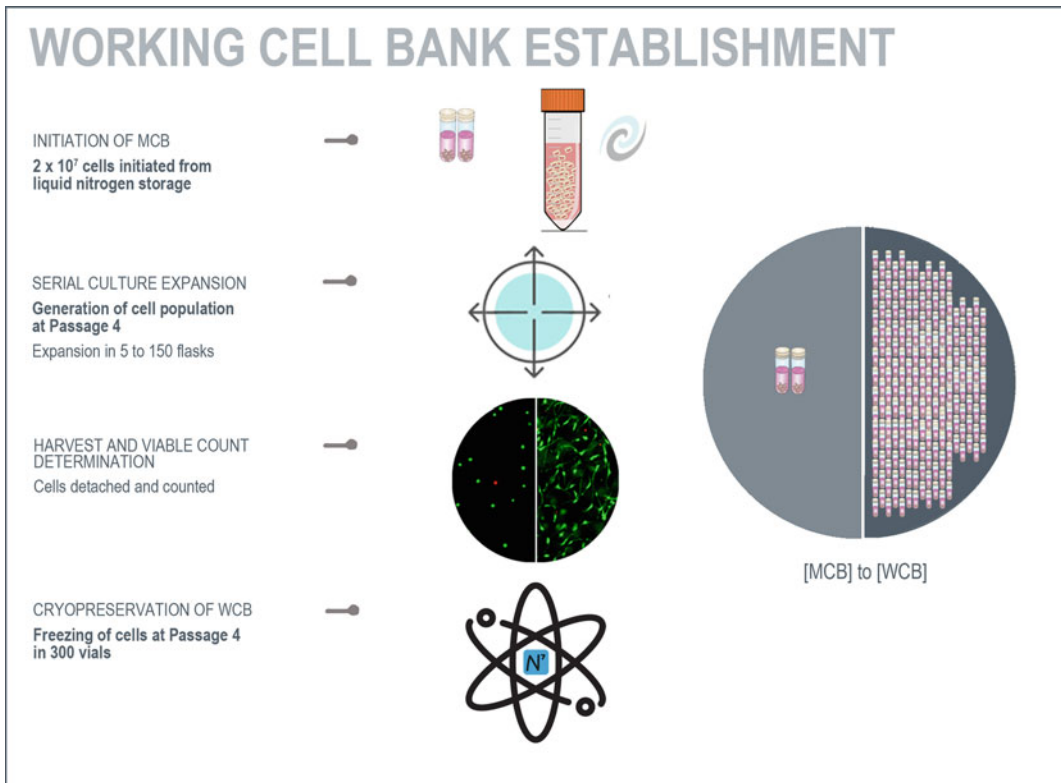 WORKING CELL BANK ESTABLISHMENT
INITIATION OF MCB
2 x 10⁷ cells initiated from
liquid nitrogen storage
SERIAL CULTURE EXPANSION
Generation of cell population
at Passage 4
Expansion in 5 to 150 flasks
HARVEST AND VIABLE COUNT
DETERMINATION
Cells detached and counted
[MCB] to [WCB]
CRYOPRESERVATION OF WCB
Freezing of cells at Passage 4
in 300 vials